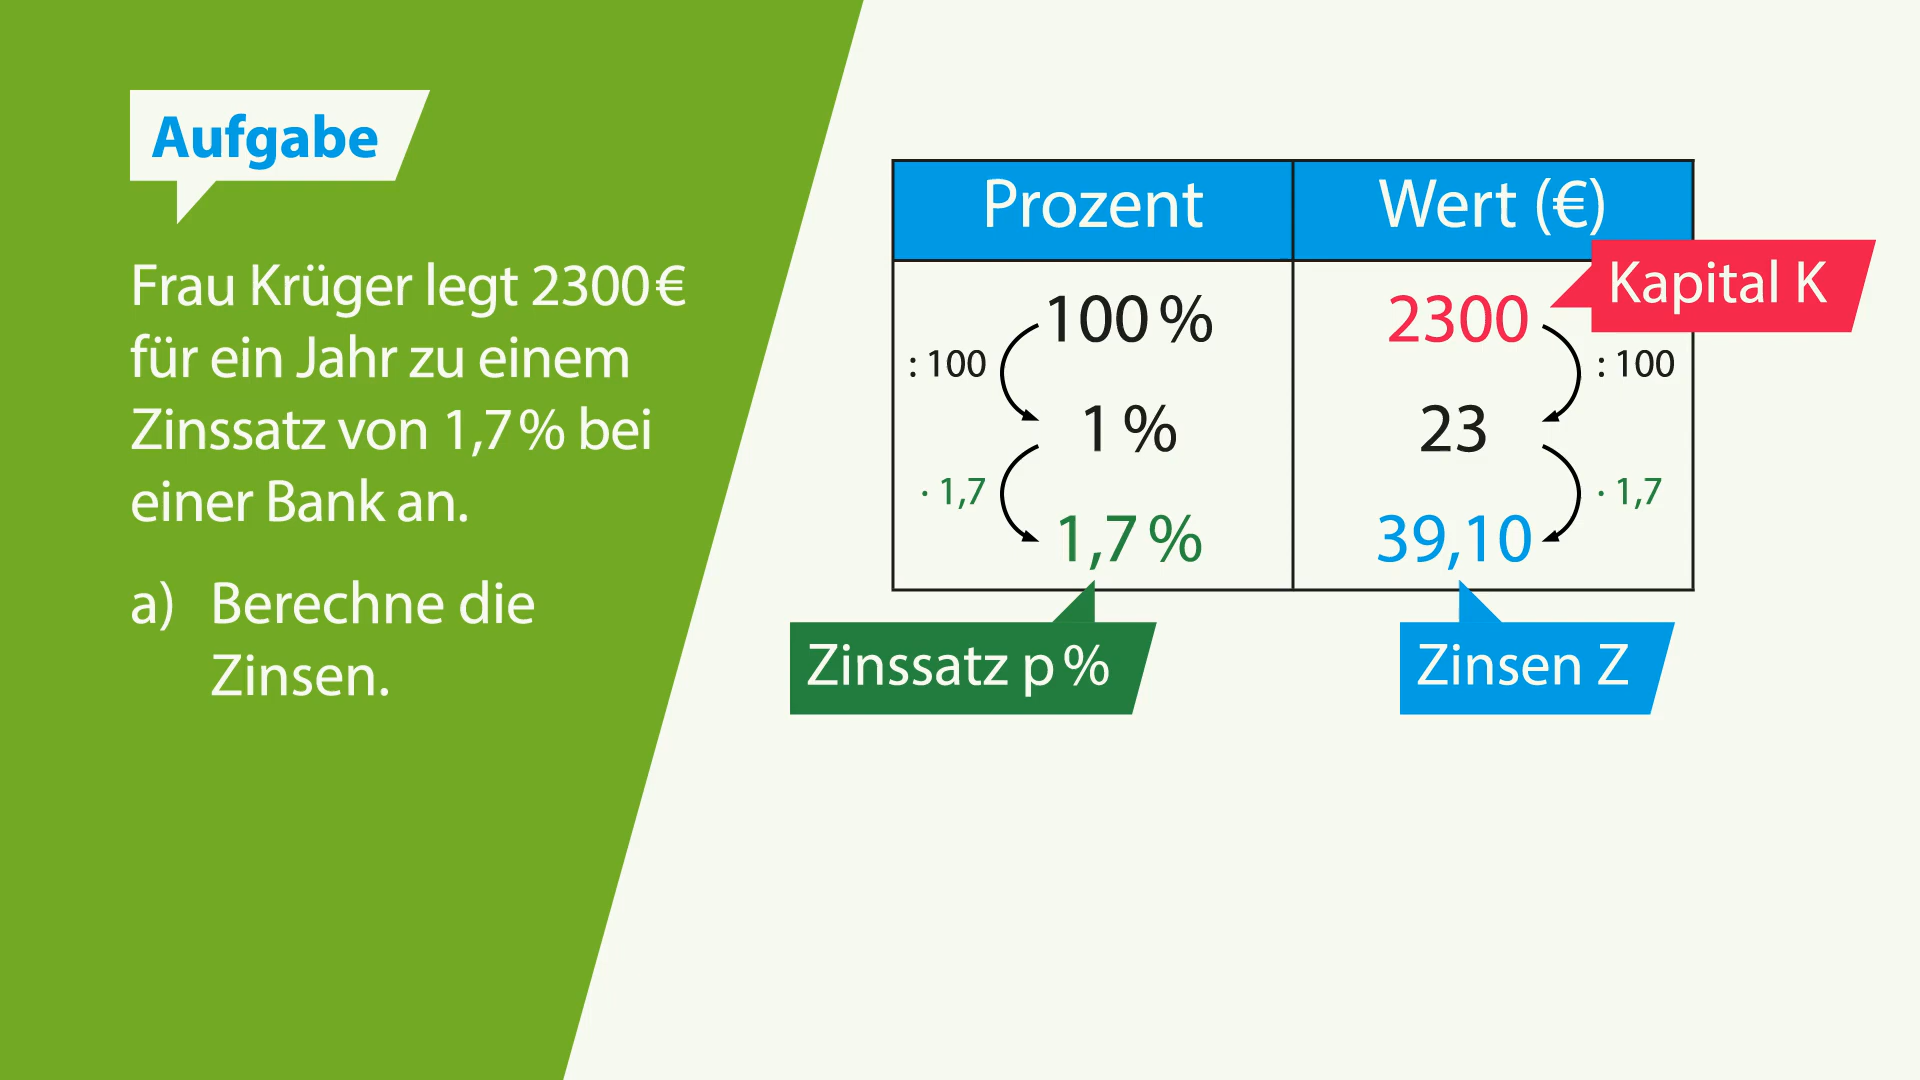 Aufgabe
Frau Krüger legt 2300 €
für ein Jahr zu einem
Zinssatz von 1,7 % bei
einer Bank an.
a) Berechne die
Zinsen.
Prozent Wert (€)
Kapital K
100 % 2300
: 100 : 100
1 % 23
· 1,7 · 1,7
1,7 % 39,10
Zinssatz p % Zinsen Z